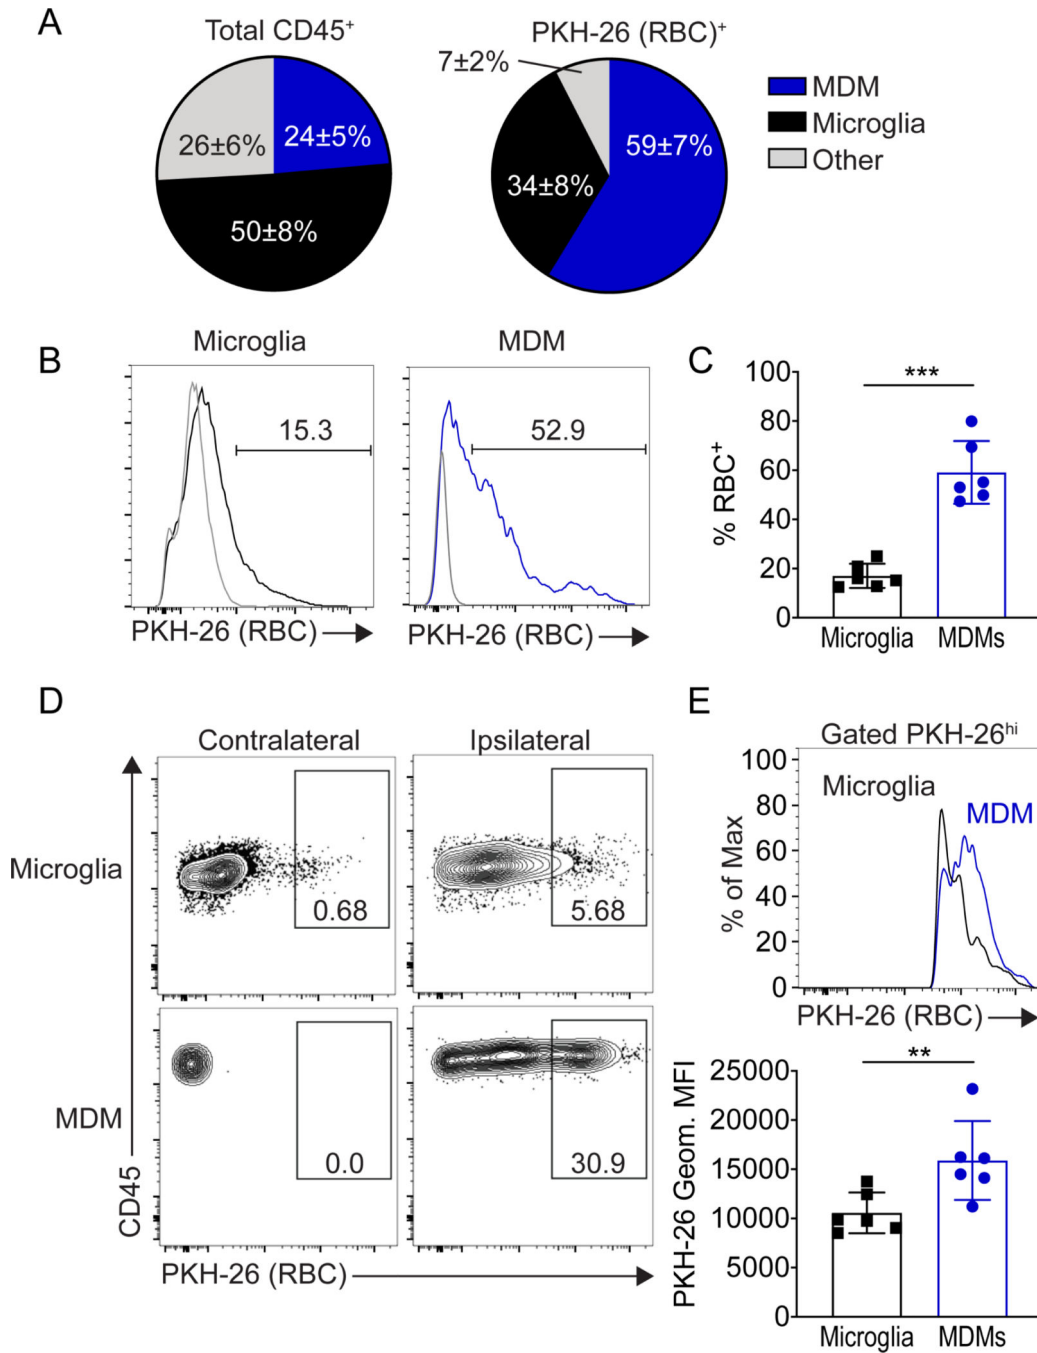 A
Total CD45+
PKH-26 (RBC)+
7±2%
26±6%
24±5%
50±8%
59±7%
34±8%
MDM
Microglia
Other
B
Microglia
MDM
15.3
52.9
PKH-26 (RBC)
PKH-26 (RBC)
C
***
% RBC+
100
80
60
40
20
0
Microglia
MDMs
D
Contralateral
Ipsilateral
Microglia
0.68
5.68
MDM
0.0
30.9
CD45
PKH-26 (RBC)
E
Gated PKH-26hi
% of Max
100
80
60
40
20
0
Microglia
MDM
PKH-26 (RBC)
**
PKH-26 Geom. MFI
25000
20000
15000
10000
5000
0
Microglia
MDMs